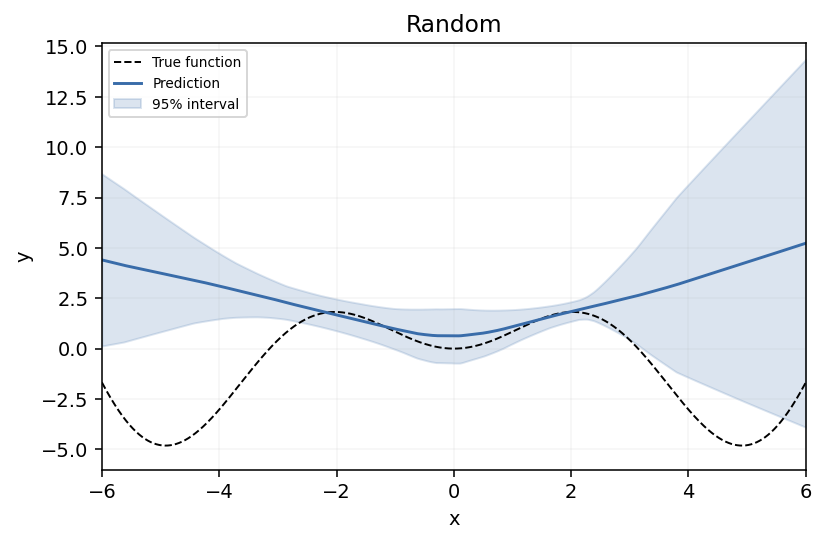 Random
15.0
12.5
10.0
7.5
5.0
2.5
0.0
−2.5
−5.0
y
True function
Prediction
95% interval
−6 −4 −2 0 2 4 6
x